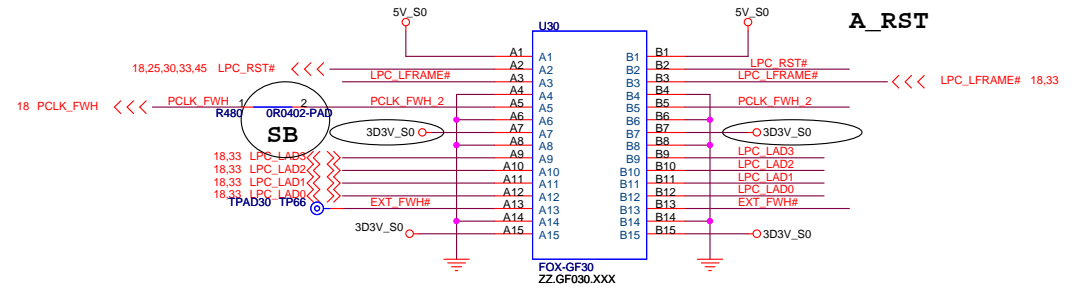 5V_S0
5V_S0
A_RST
U30
A1 A1 B1 B1
18,25,30,33,45 LPC_RST# A2 A2 B2 B2 LPC_RST#
LPC_LFRAME# A3 A3 B3 B3 LPC_LFRAME# LPC_LFRAME# 18,33
A4 A4 B4 B4
18 PCLK_FWH PCLK_FWH 1 2 PCLK_FWH_2 A5 A5 B5 B5 PCLK_FWH_2
R480 0R0402-PAD
A6 A6 B6 B6
SB 3D3V_S0 A7 A7 B7 B7 3D3V_S0
A8 A8 B8 B8
18,33 LPC_LAD3 A9 A9 B9 B9 LPC_LAD3
18,33 LPC_LAD2 A10 A10 B10 B10 LPC_LAD2
18,33 LPC_LAD1 A11 A11 B11 B11 LPC_LAD1
18,33 LPC_LAD0 A12 A12 B12 B12 LPC_LAD0
TPAD30 TP66 EXT_FWH# A13 A13 B13 B13 EXT_FWH#
A14 A14 B14 B14
3D3V_S0 A15 A15 B15 B15 3D3V_S0
FOX-GF30
ZZ.GF030.XXX